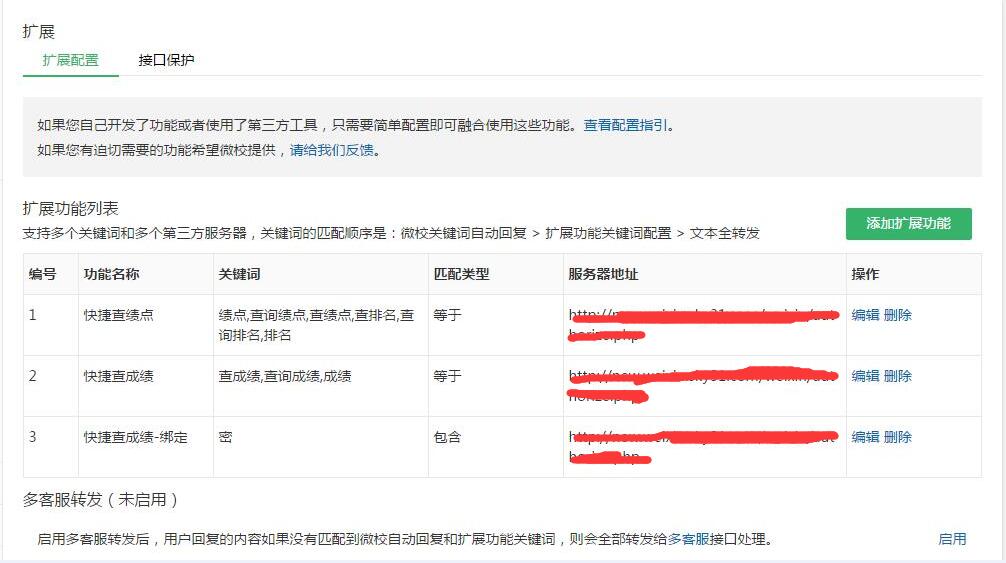 扩展
扩展配置 接口保护
如果您自己开发了功能或者使用了第三方工具，只需要简单配置即可融合使用这些功能。查看配置指引。
如果您有迫切需要的功能希望微校提供，请给我们反馈。
扩展功能列表
支持多个关键词和多个第三方服务器，关键词的匹配顺序是：微校关键词自动回复 > 扩展功能关键词配置 > 文本全转发
添加扩展功能
编号 功能名称 关键词 匹配类型 服务器地址 操作
1 快捷查绩点 绩点,查询绩点,查绩点,查排名,查 等于 编辑 删除
询排名,排名
2 快捷查成绩 查成绩,查询成绩,成绩 等于 编辑 删除
3 快捷查成绩-绑定 密 包含 编辑 删除
多客服转发（未启用）
启用多客服转发后，用户回复的内容如果没有匹配到微校自动回复和扩展功能关键词，则会全部转发给多客服接口处理。 启用